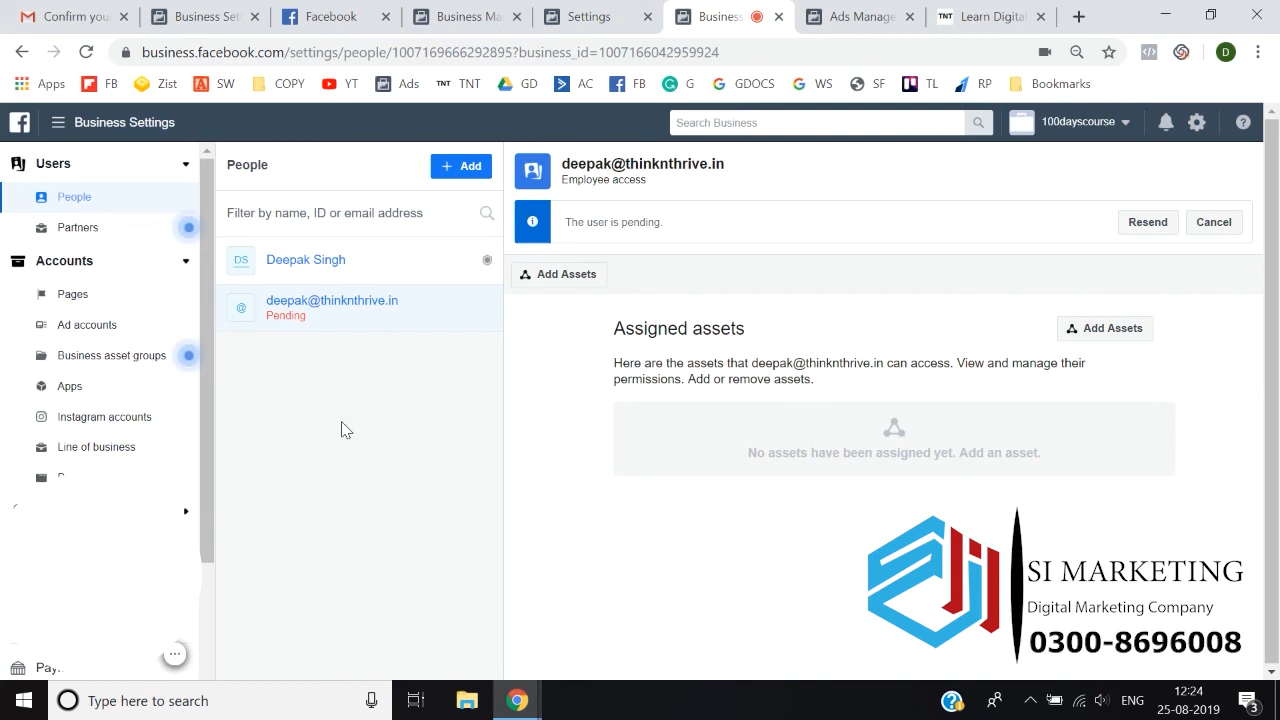 Confirm you
Business Set
Facebook
Business Ma
Settings
Business
Ads Manage
TNT Learn Digita
business.facebook.com/settings/people/100716966292895?business_id=1007166042959924
D
Apps FB Zist SW COPY YT Ads TNT TNT GD AC FB G GDOCS WS SF TL RP Bookmarks
Business Settings
Search Business
100dayscourse
Users
People
Partners
Accounts
Pages
Ad accounts
Business asset groups
Apps
Instagram accounts
Line of business
People
+ Add
Filter by name, ID or email address
DS Deepak Singh
@ deepak@thinknthrive.in
Pending
deepak@thinknthrive.in
Employee access
The user is pending.
Resend
Cancel
Add Assets
Assigned assets
Add Assets
Here are the assets that deepak@thinknthrive.in can access. View and manage their
permissions. Add or remove assets.
No assets have been assigned yet. Add an asset.
SI MARKETING
Digital Marketing Company
0300-8696008
Type here to search
ENG
12:24
25-08-2019
3